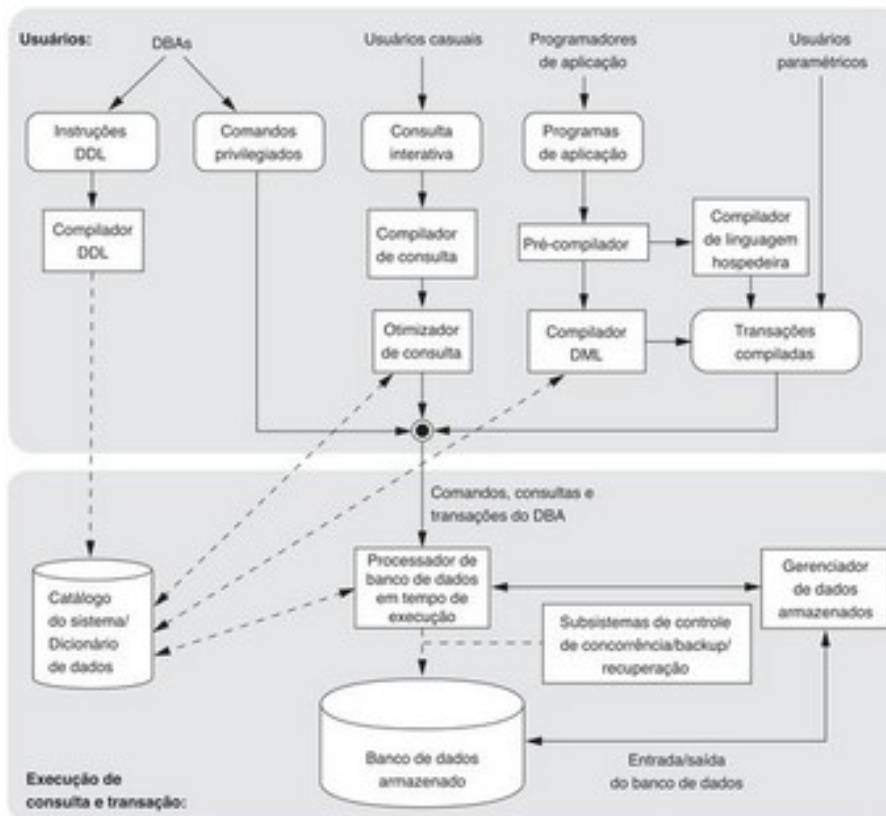 Usuários:
DBAs
Usuários casuais
Programadores
de aplicação
Usuários
paramétricos
Instruções
DDL
Comandos
privilegiados
Consulta
interativa
Programas
de aplicação
Compilador
DDL
Compilador
de consulta
Pré-compilador
Compilador
de linguagem
hospedeira
Otimizador
de consulta
Compilador
DML
Transações
compiladas
Comandos, consultas e
transações do DBA
Catálogo
do sistema/
Dicionário
de dados
Processador de
banco de dados
em tempo de
execução
Gerenciador
de dados
armazenados
Subsistemas de controle
de concorrência/backup/
recuperação
Banco de dados
armazenado
Entrada/saída
do banco de dados
Execução de
consulta e transação: